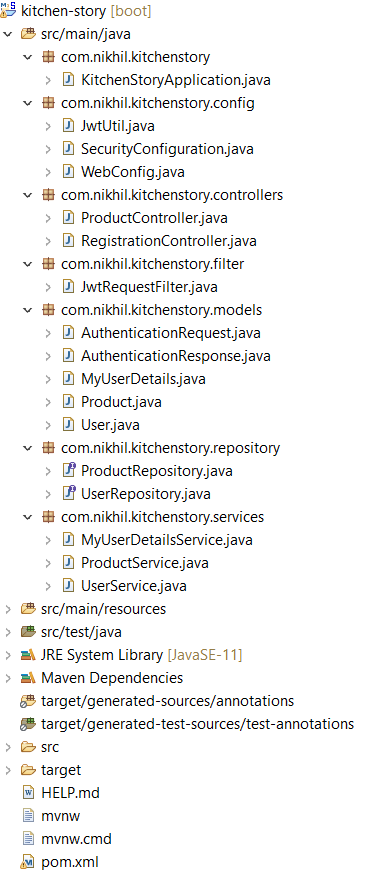 kitchen-story [boot]
src/main/java
com.nikhil.kitchenstory
KitchenStoryApplication.java
com.nikhil.kitchenstory.config
JwtUtil.java
SecurityConfiguration.java
WebConfig.java
com.nikhil.kitchenstory.controllers
ProductController.java
RegistrationController.java
com.nikhil.kitchenstory.filter
JwtRequestFilter.java
com.nikhil.kitchenstory.models
AuthenticationRequest.java
AuthenticationResponse.java
MyUserDetails.java
Product.java
User.java
com.nikhil.kitchenstory.repository
ProductRepository.java
UserRepository.java
com.nikhil.kitchenstory.services
MyUserDetailsService.java
ProductService.java
UserService.java
src/main/resources
src/test/java
JRE System Library [JavaSE-11]
Maven Dependencies
target/generated-sources/annotations
target/generated-test-sources/test-annotations
src
target
HELP.md
mvnw
mvnw.cmd
pom.xml